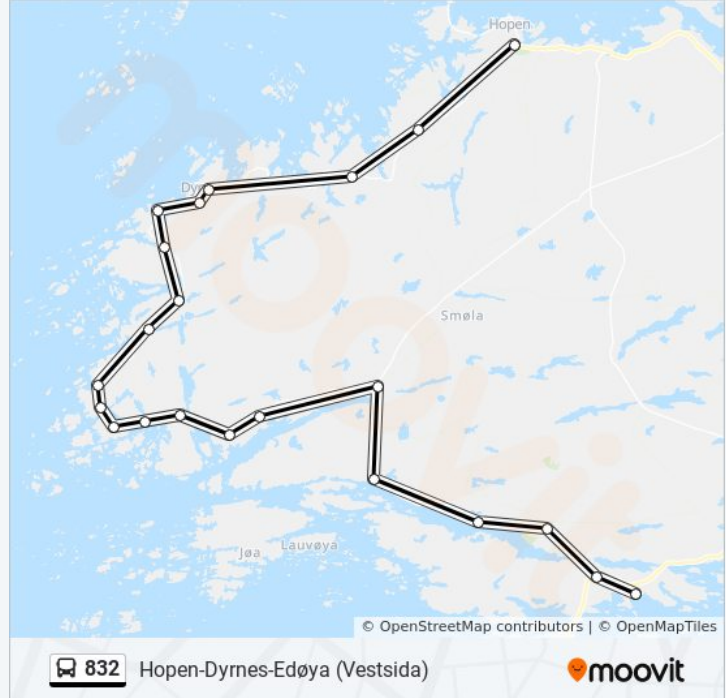 Hopen
Smøla
Jøa
Lauvøya
© OpenStreetMap contributors | © OpenMapTiles
832 Hopen-Dyrnes-Edøya (Vestsida)
moovit